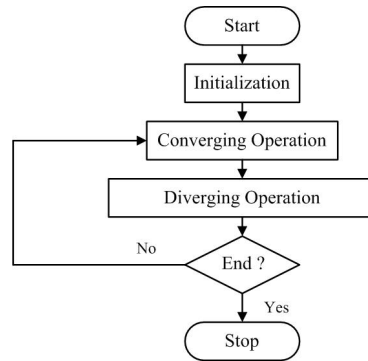 Start
Initialization
Converging Operation
Diverging Operation
No
End ?
Yes
Stop